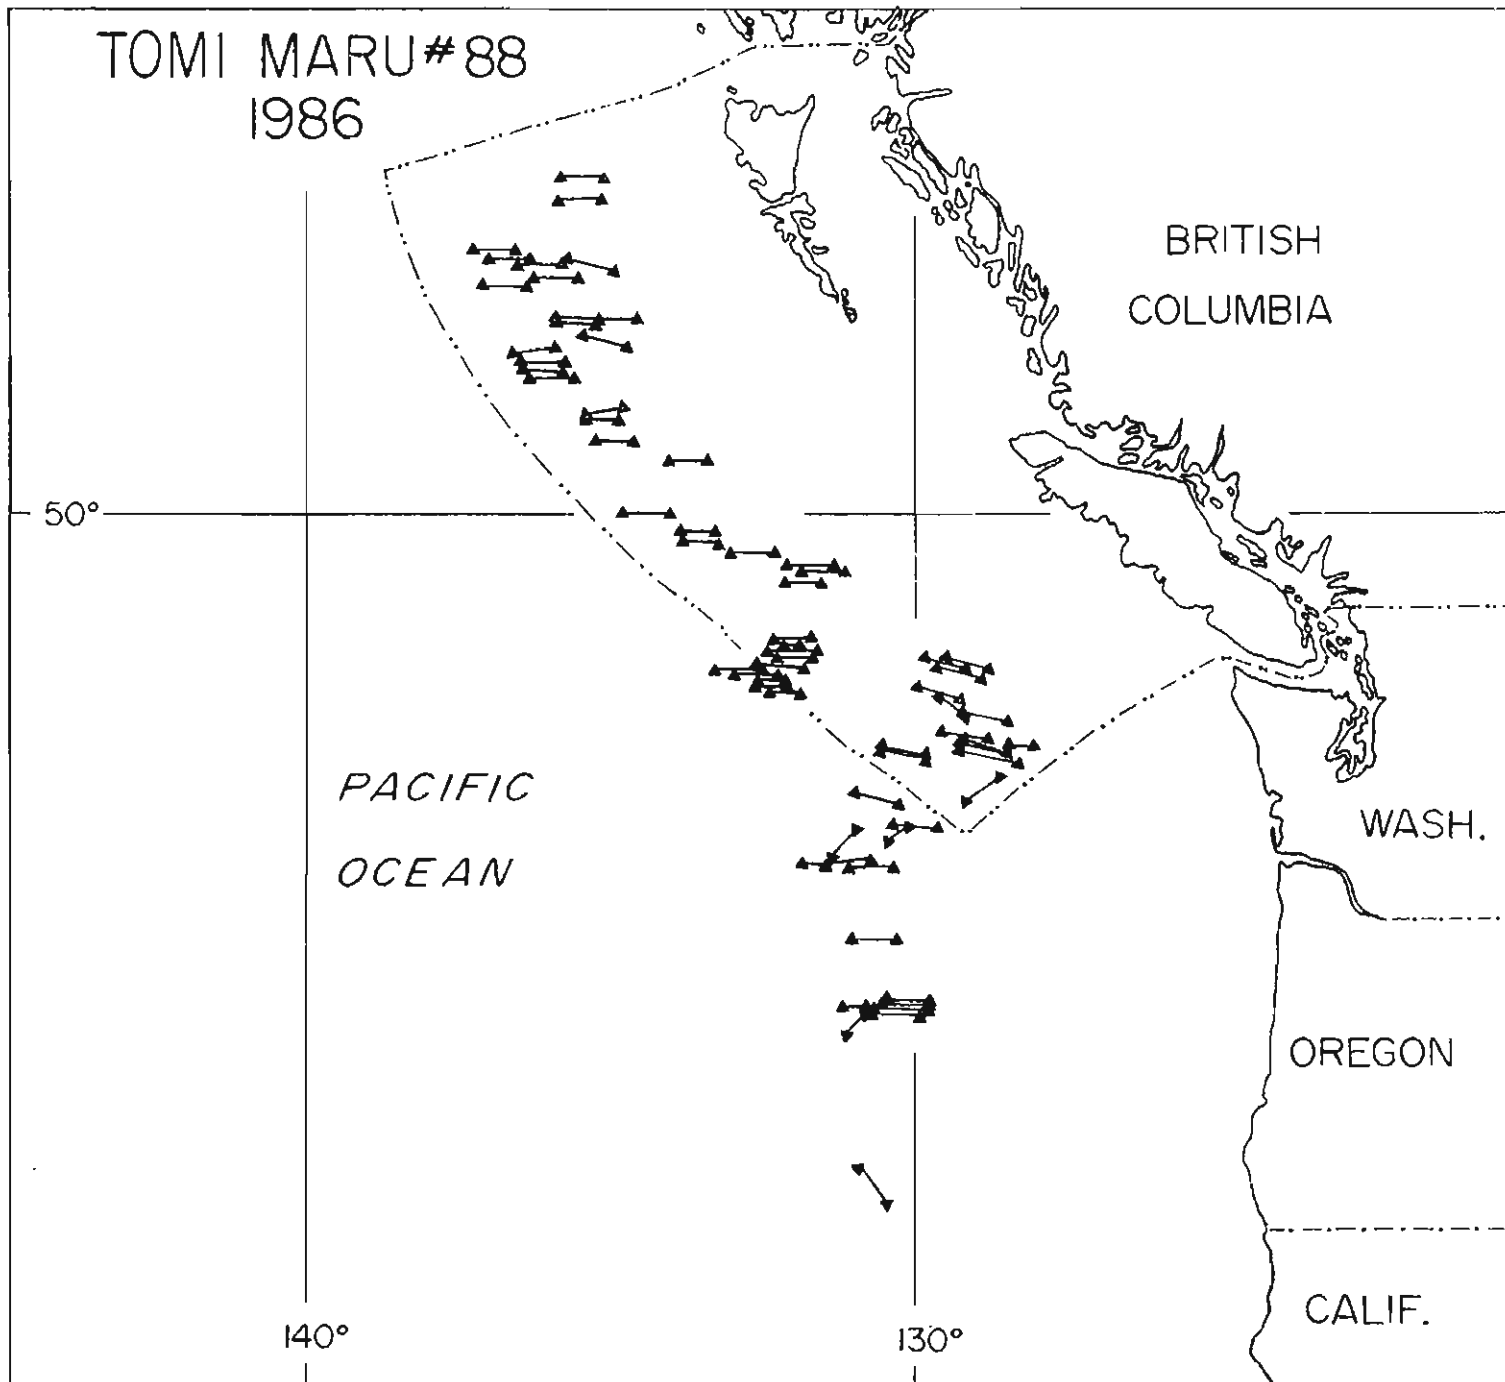 TOMI MARU #88
1986
BRITISH
COLUMBIA
50°
PACIFIC
OCEAN
WASH.
OREGON
CALIF.
140°
130°